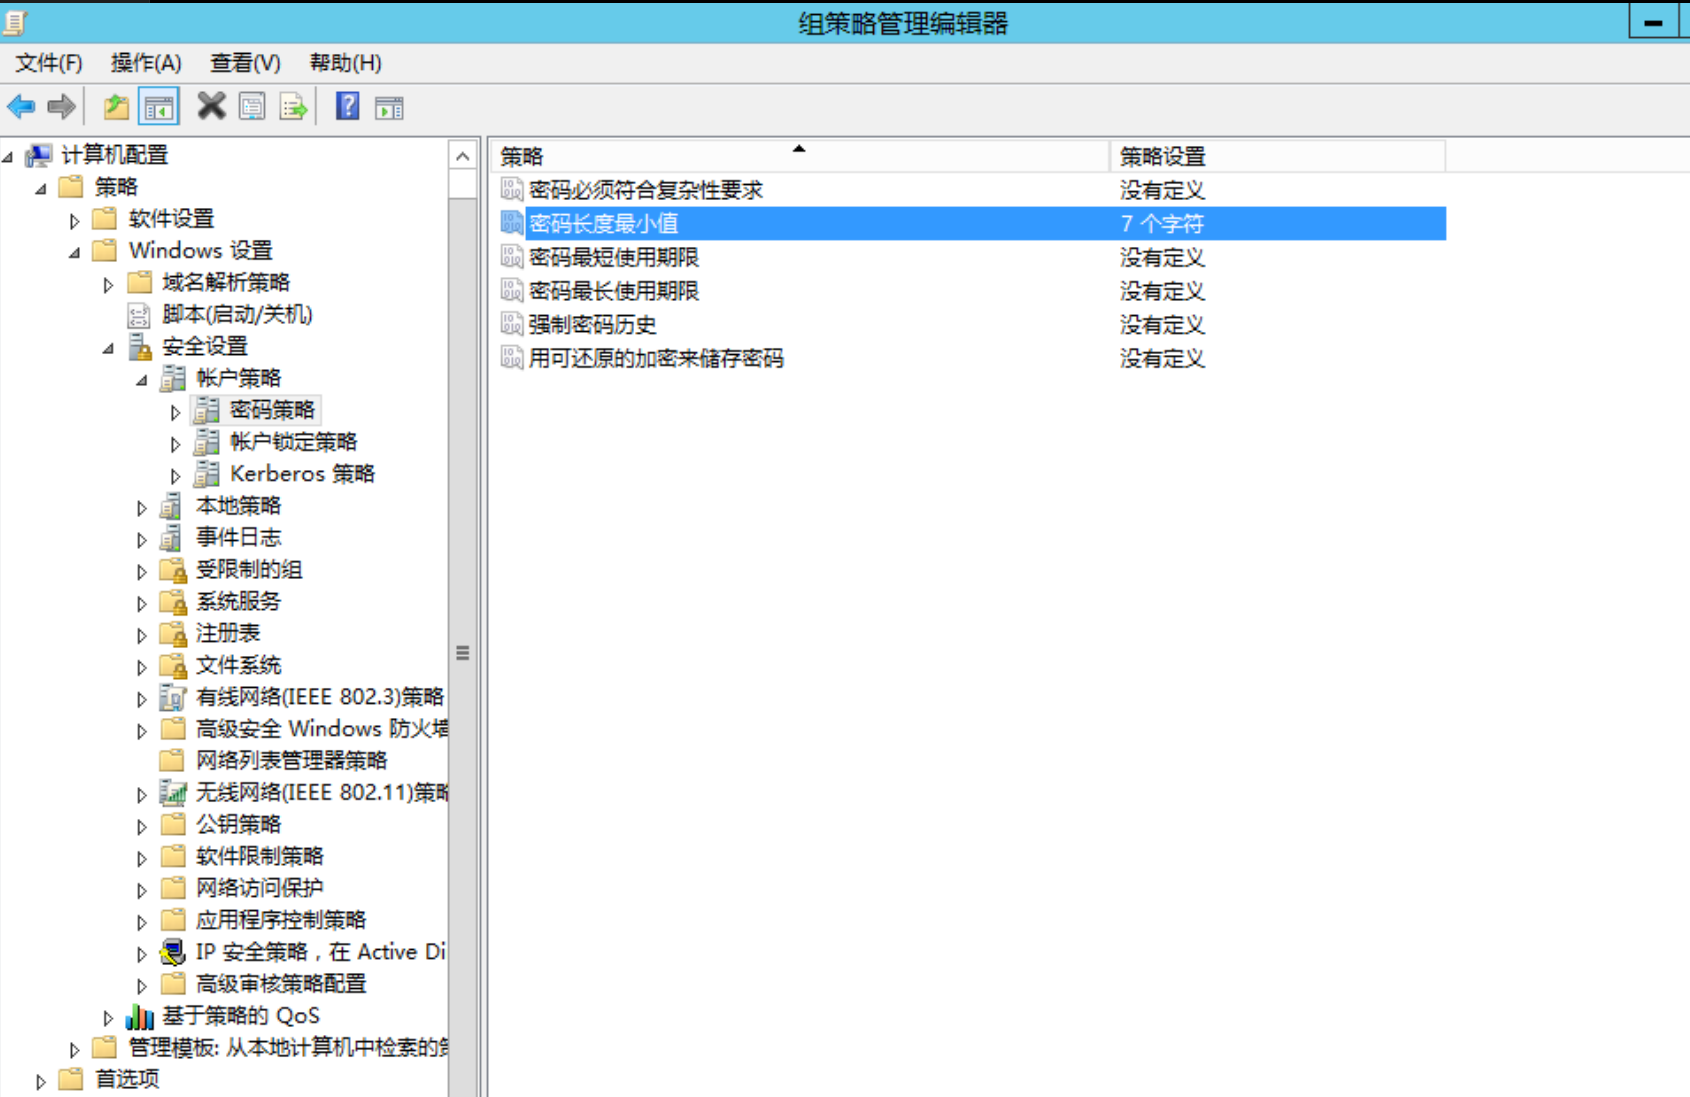 组策略管理编辑器
文件(F) 操作(A) 查看(V) 帮助(H)
计算机配置
策略
软件设置
Windows 设置
域名解析策略
脚本(启动/关机)
安全设置
帐户策略
密码策略
帐户锁定策略
Kerberos 策略
本地策略
事件日志
受限制的组
系统服务
注册表
文件系统
有线网络(IEEE 802.3)策略
高级安全 Windows 防火墙
网络列表管理器策略
无线网络(IEEE 802.11)策略
公钥策略
软件限制策略
网络访问保护
应用程序控制策略
IP 安全策略，在 Active Di
高级审核策略配置
基于策略的 QoS
管理模板: 从本地计算机中检索的策
首选项
策略 策略设置
密码必须符合复杂性要求 没有定义
密码长度最小值 7 个字符
密码最短使用期限 没有定义
密码最长使用期限 没有定义
强制密码历史 没有定义
用可还原的加密来储存密码 没有定义